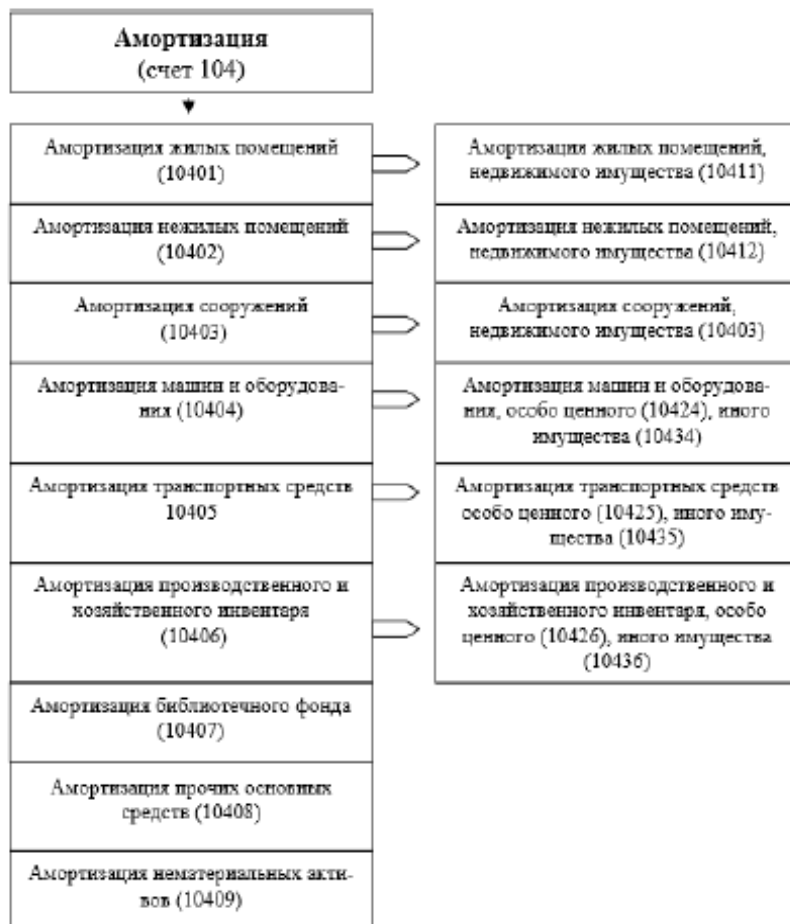 Амортизация
(счет 104)
Амортизация жилых помещений
(10401)
Амортизация жилых помещений,
недвижимого имущества (10411)
Амортизация нежилых помещений
(10402)
Амортизация нежилых помещений,
недвижимого имущества (10412)
Амортизация сооружений
(10403)
Амортизация сооружений,
недвижимого имущества (10403)
Амортизация машин и оборудова-
ния (10404)
Амортизация машин и оборудова-
ния, особо ценного (10424), иного
имущества (10434)
Амортизация транспортных средств
10405
Амортизация транспортных средств
особо ценного (10425), иного иму-
щества (10435)
Амортизация производственного и
хозяйственного инвентаря
(10406)
Амортизация производственного и
хозяйственного инвентаря, особо
ценного (10426), иного имущества
(10436)
Амортизация библиотечного фонда
(10407)
Амортизация прочих основных
средств (10408)
Амортизация нематериальных акти-
вов (10409)